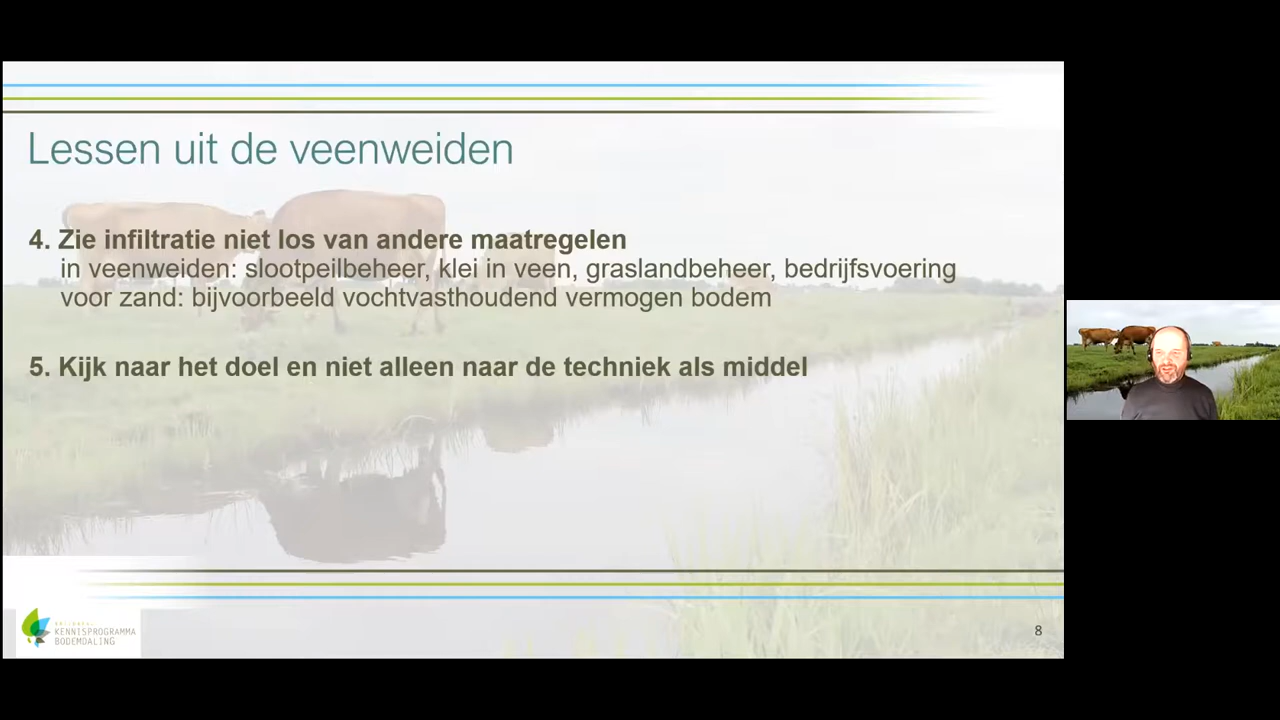 Lessen uit de veenweiden
4. Zie infiltratie niet los van andere maatregelen
in veenweiden: slootpeilbeheer, klei in veen, graslandbeheer, bedrijfsvoering
voor zand: bijvoorbeeld vochtvasthoudend vermogen bodem
5. Kijk naar het doel en niet alleen naar de techniek als middel
KENNISPROGRAMMA
BODEMDALING
8